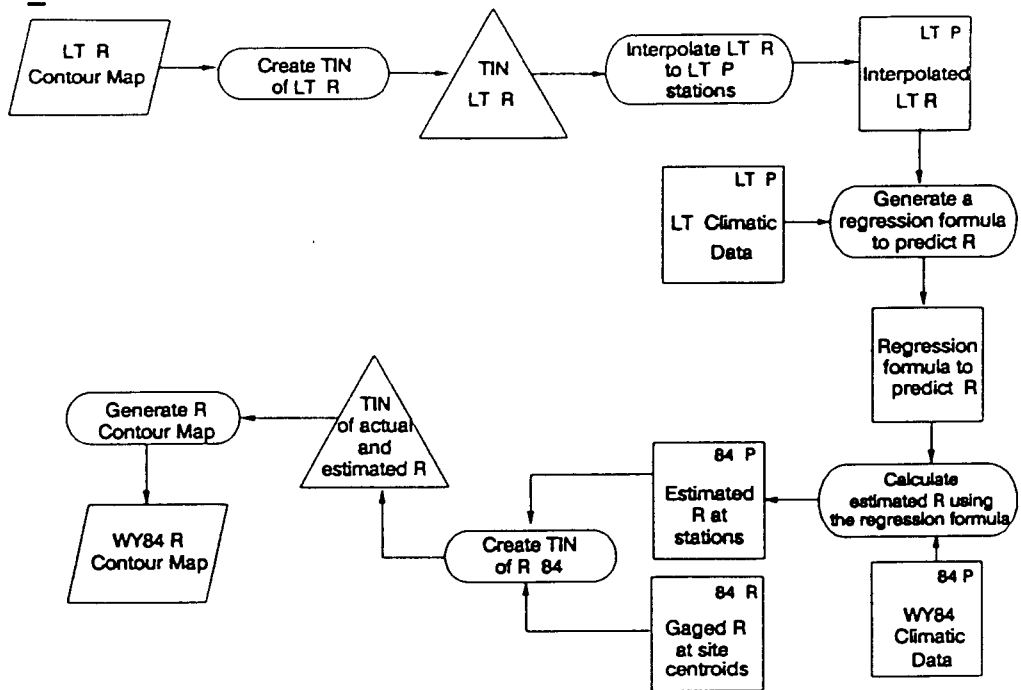 LT R
Contour Map
Create TIN
of LT R
TIN
LT R
Interpolate LT R
to LT P
stations
LT P
Interpolated
LT R
LT P
LT Climatic
Data
Generate a
regression formula
to predict R
Regression
formula to
predict R
Calculate
estimated R using
the regression formula
84 P
WY84
Climatic
Data
84 P
Estimated
R at
stations
84 R
Gaged R
at site
centroids
Create TIN
of R 84
TIN
of actual
and
estimated R
Generate R
Contour Map
WY84 R
Contour Map